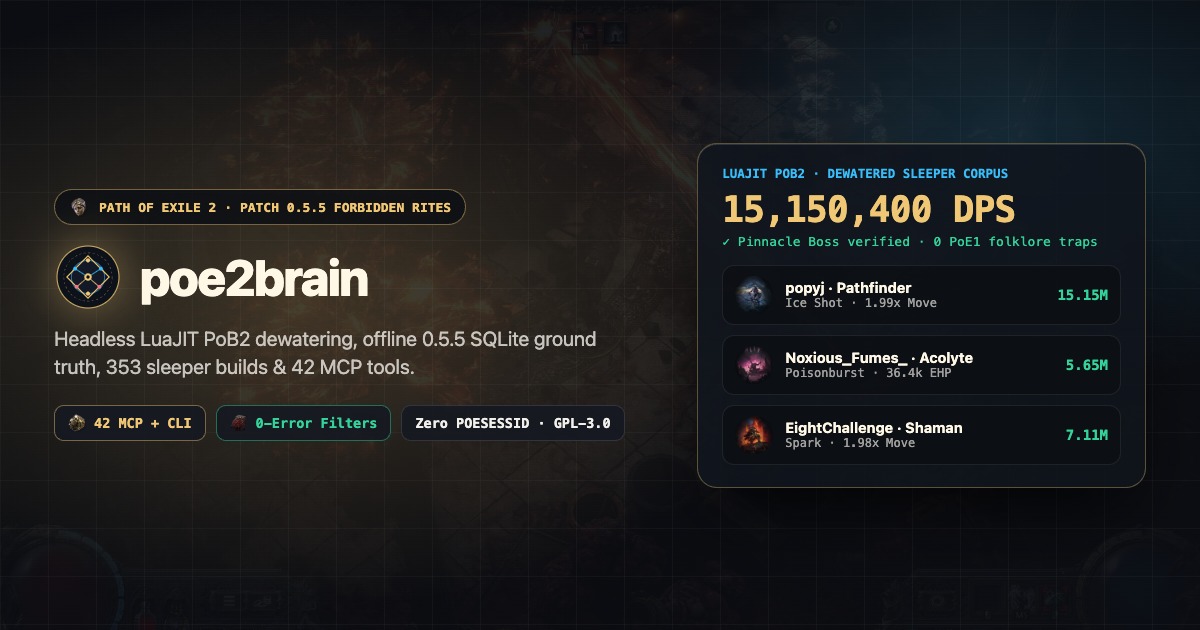 PATH OF EXILE 2 · PATCH 0.5.5 FORBIDDEN RITES
poe2brain
Headless LuaJIT PoB2 dewatering, offline 0.5.5 SQLite ground
truth, 353 sleeper builds & 42 MCP tools.
42 MCP + CLI
0-Error Filters
Zero POESESSID · GPL-3.0
LUAJIT POB2 · DEWATERED SLEEPER CORPUS
15,150,400 DPS
✓ Pinnacle Boss verified · 0 PoE1 folklore traps
popyj · Pathfinder
Ice Shot · 1.99x Move
15.15M
Noxious_Fumes_ · Acolyte
Poisonburst · 36.4k EHP
5.65M
EightChallenge · Shaman
Spark · 1.98x Move
7.11M